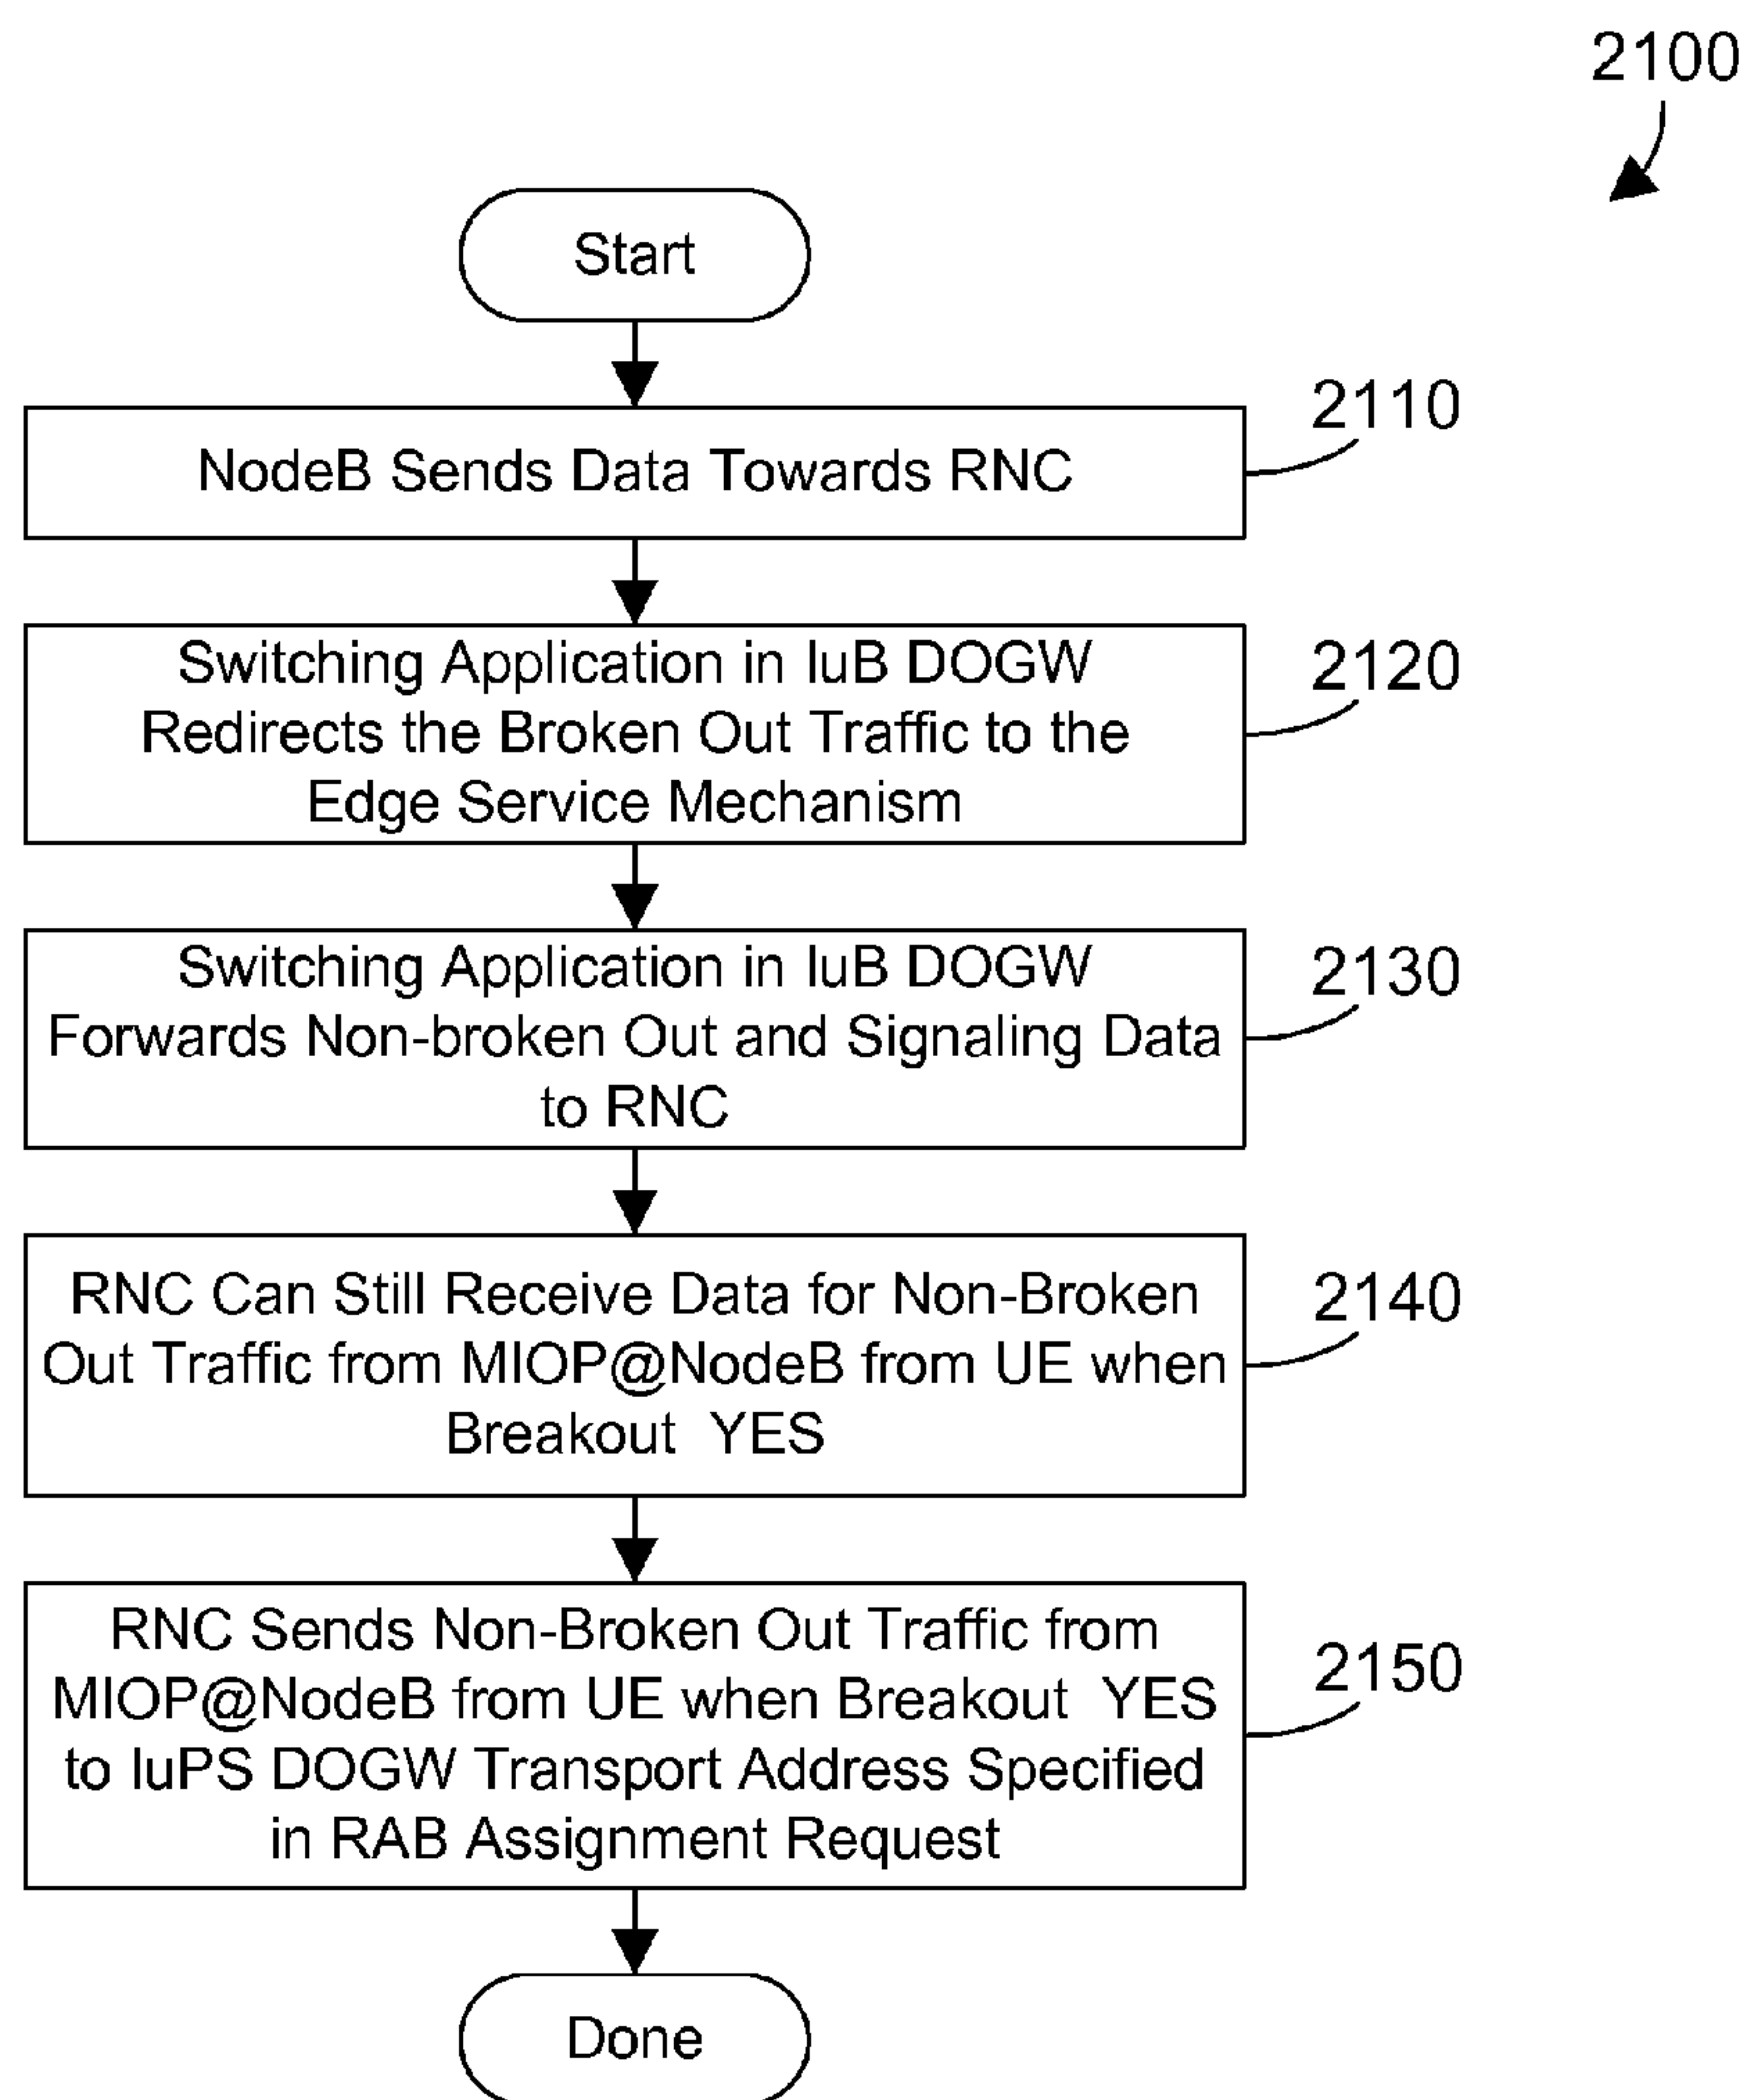 2100
Start
2110
NodeB Sends Data Towards RNC
2120
Switching Application in IuB DOGW
Redirects the Broken Out Traffic to the
Edge Service Mechanism
2130
Switching Application in IuB DOGW
Forwards Non-broken Out and Signaling Data
to RNC
2140
RNC Can Still Receive Data for Non-Broken
Out Traffic from MIOP@NodeB from UE when
Breakout YES
2150
RNC Sends Non-Broken Out Traffic from
MIOP@NodeB from UE when Breakout YES
to IuPS DOGW Transport Address Specified
in RAB Assignment Request
Done